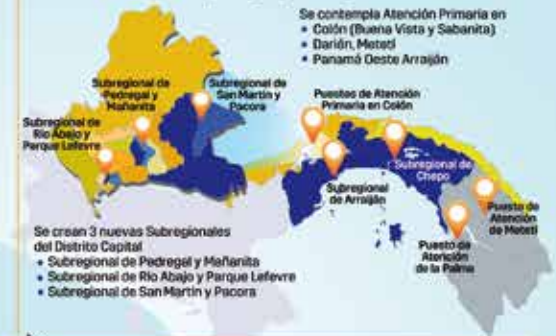 Se contempla Atención Primaria en
• Colón (Buena Vista y Sabanita)
• Darién, Metetí
• Panamá Oeste Arraiján
Subregional de
Pedregal y
Mañanita
Subregional de
San Martín y
Pacora
Puestos de Atención
Primaria en Colón
Subregional de
Río Abajo y
Parque Lefevre
Subregional de
Chepo
Subregional
de Arraiján
Puesto de
Atención
de Metetí
Puesto de
Atención
de la Palma
Se crean 3 nuevas Subregionales
del Distrito Capital
• Subregional de Pedregal y Mañanita
• Subregional de Río Abajo y Parque Lefevre
• Subregional de San Martín y Pacora